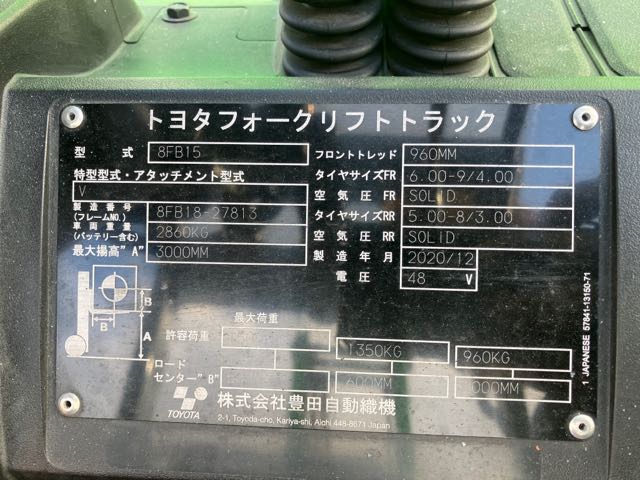 トヨタフォークリフトトラック
型式 8FB15
特型型式・アタッチメント型式
V
製造番号 (フレームNO.) 8FB18-27813
車両重量 (バッテリー含む) 2860KG
最大揚高"A" 3000MM
フロントトレッド 960MM
タイヤサイズFR 6.00-9/4.00
空気圧FR SOLID
タイヤサイズRR 5.00-8/3.00
空気圧RR SOLID
製造年月 2020/12
電圧 48 V
B
B
A
最大荷重
許容荷重 1350KG 960KG
ロードセンター"B" 600MM
TOYOTA
株式会社豊田自動織機
2-1, Toyoda-cho, Kariya-shi, Aichi 448-8671 Japan
1 JAPANESE 57841-13150-71